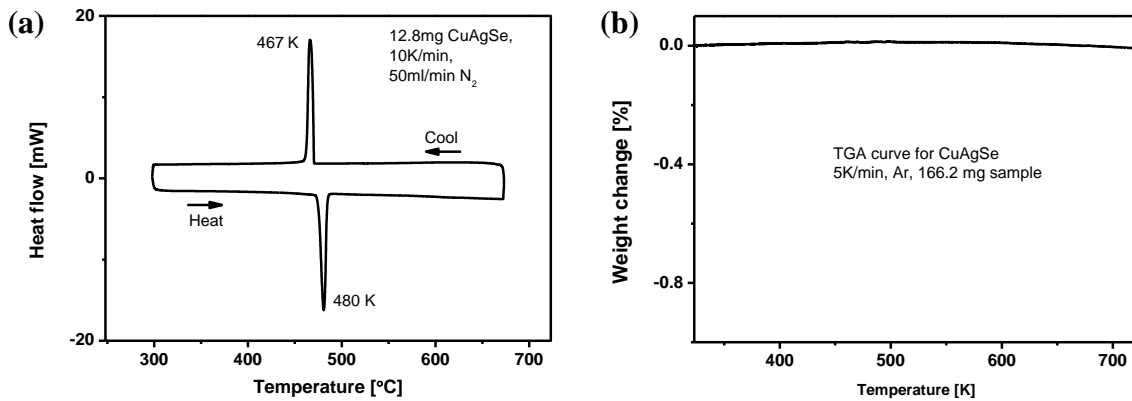 (a)
20
10
0
-10
-20
Heat flow [mW]
467 K
12.8mg CuAgSe,
10K/min,
50ml/min N2
Cool
Heat
480 K
300 400 500 600 700
Temperature [°C]
(b)
0.0
-0.4
-0.8
Weight change [%]
TGA curve for CuAgSe
5K/min, Ar, 166.2 mg sample
400 500 600 700
Temperature [K]